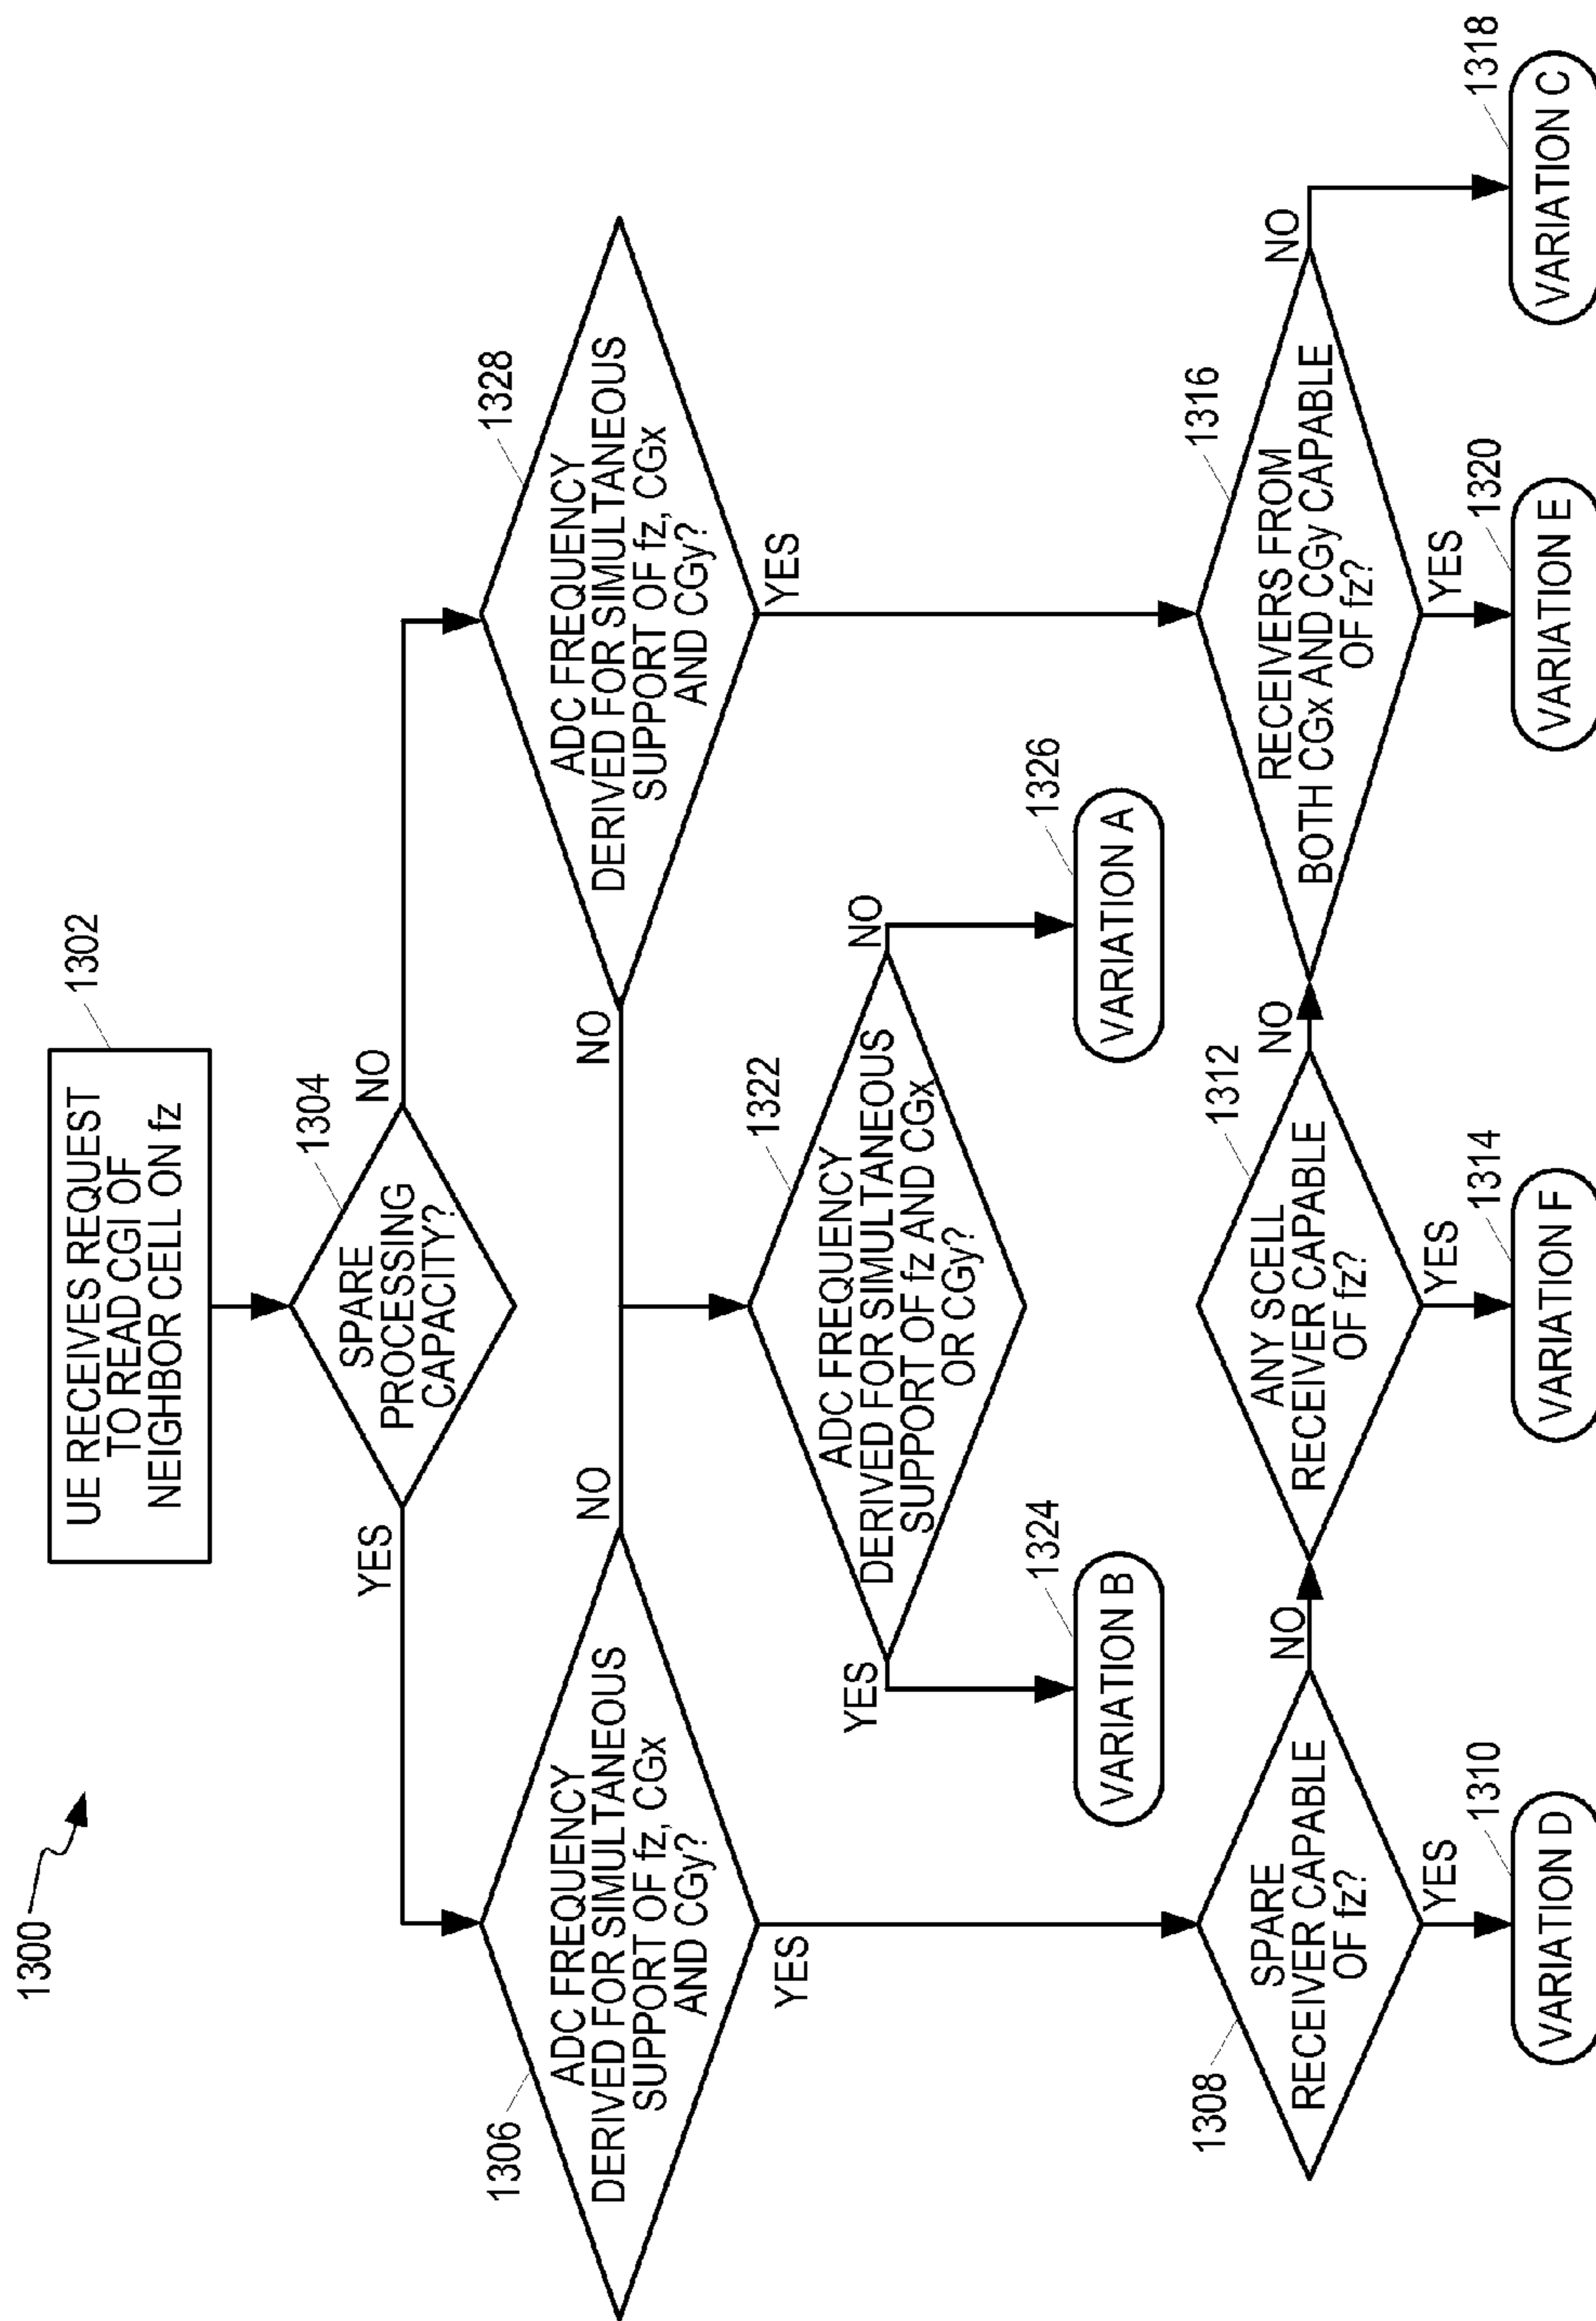 1300
UE RECEIVES REQUEST
TO READ CGI OF
NEIGHBOR CELL ON fz
1302
SPARE
PROCESSING
CAPACITY?
1304
YES
NO
ADC FREQUENCY
DERIVED FOR SIMULTANEOUS
SUPPORT OF fz, CGx
AND CGy?
1306
NO
YES
ADC FREQUENCY
DERIVED FOR SIMULTANEOUS
SUPPORT OF fz, CGx
AND CGy?
1328
NO
YES
ADC FREQUENCY
DERIVED FOR SIMULTANEOUS
SUPPORT OF fz AND CGx
OR CGy?
1322
YES
NO
VARIATION B
1324
VARIATION A
1326
SPARE
RECEIVER CAPABLE
OF fz?
1308
NO
YES
ANY SCELL
RECEIVER CAPABLE
OF fz?
1312
NO
YES
RECEIVERS FROM
BOTH CGx AND CGy CAPABLE
OF fz?
1316
NO
YES
VARIATION D
1310
VARIATION F
1314
VARIATION E
1320
VARIATION C
1318